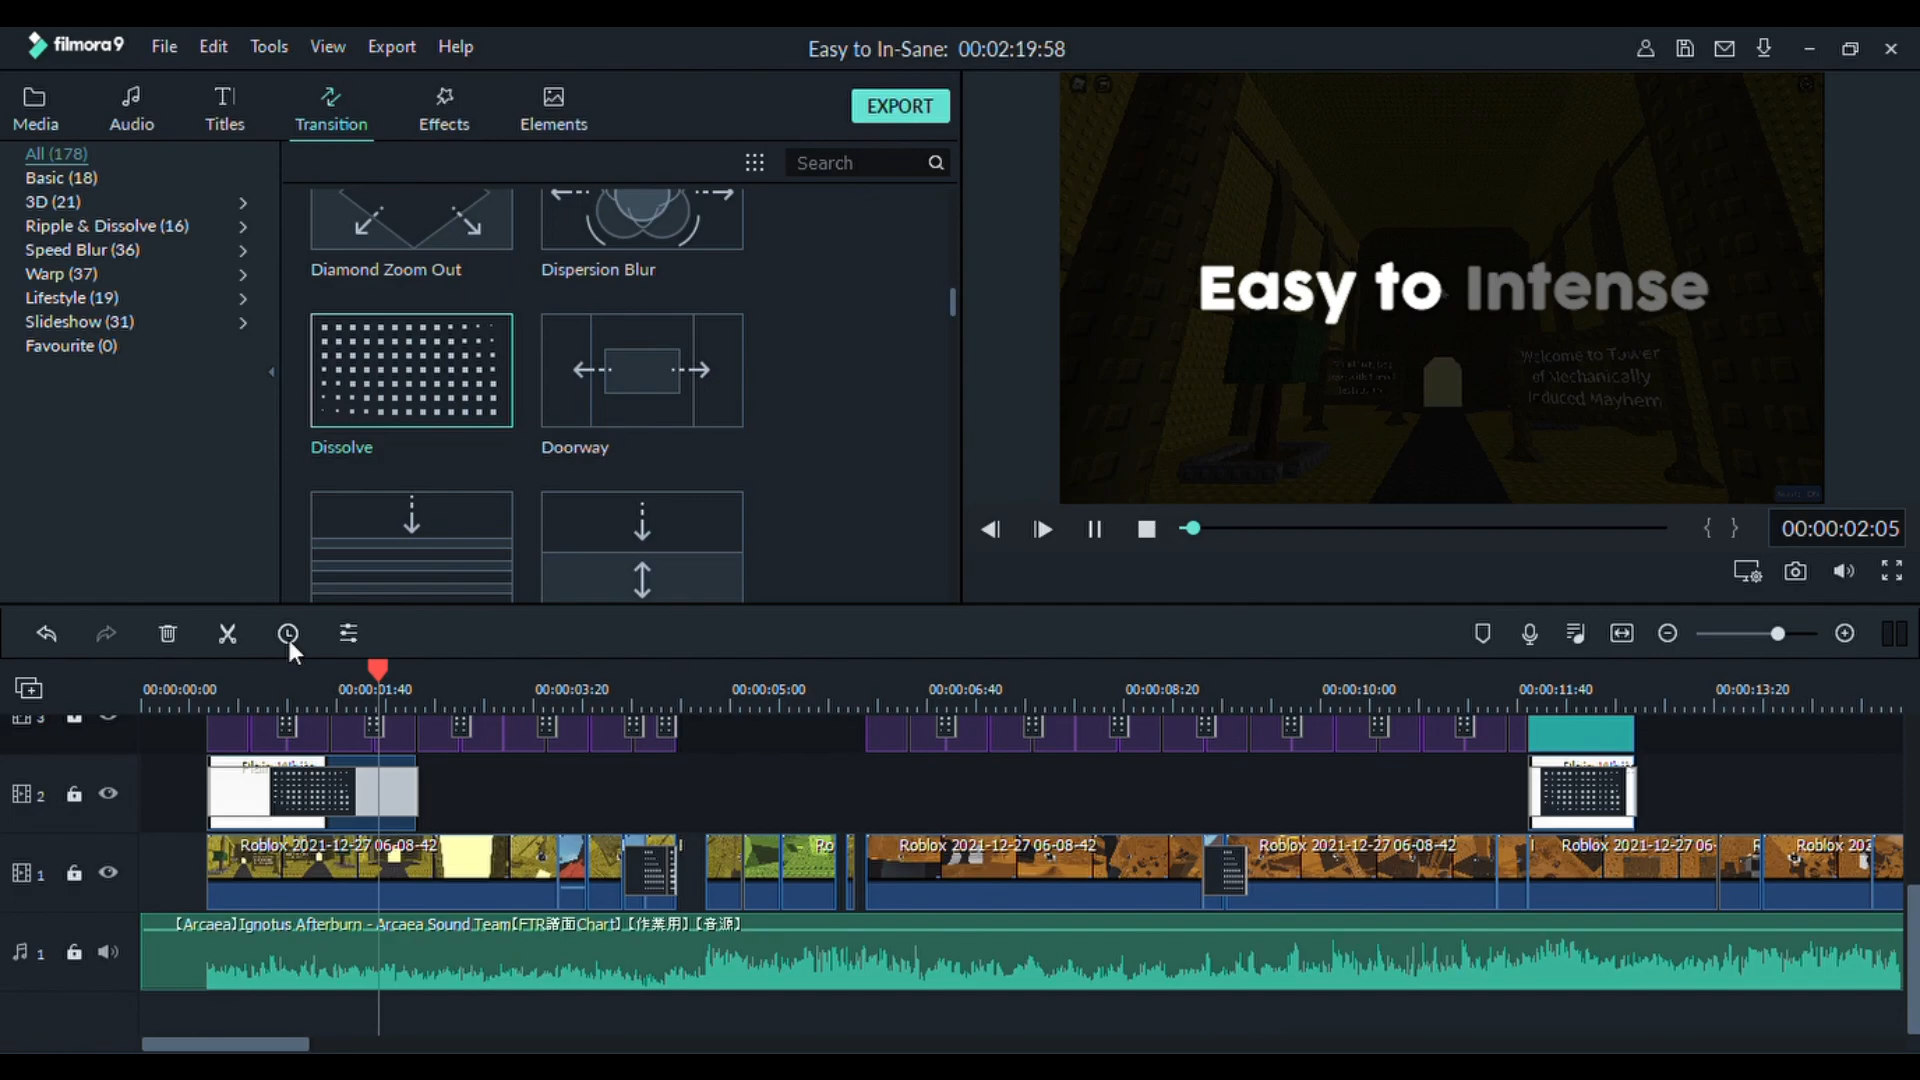 filmora9 File Edit Tools View Export Help
Easy to In-Sane: 00:02:19:58
Media Audio Titles Transition Effects Elements
EXPORT
All (178)
Basic (18)
3D (21)
Ripple & Dissolve (16)
Speed Blur (36)
Warp (37)
Lifestyle (19)
Slideshow (31)
Favourite (0)
Search
Diamond Zoom Out
Dispersion Blur
Dissolve
Doorway
Easy to Intense
Welcome to Tower
of Mechanically
Induced Mayhem
00:00:02:05
00:00:00:00 00:00:01:40 00:00:03:20 00:00:05:00 00:00:06:40 00:00:08:20 00:00:10:00 00:00:11:40 00:00:13:20
3
2
1
Roblox 2021-12-27 06-08-42
Ro
Roblox 2021-12-27 06-08-42
Roblox 2021-12-27 06-08-42
Roblox 2021-12-27 06-
Roblox 202
1
【Arcaea】Ignotus Afterburn - Arcaea Sound Team【FTR譜面Chart】【作業用】【音源】